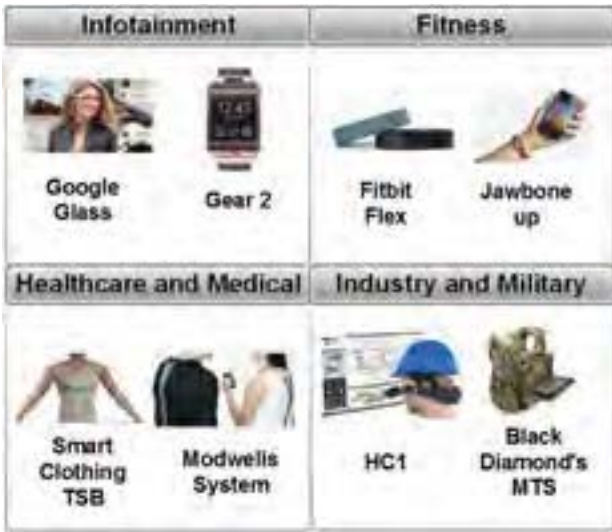 Infotainment
Fitness
Google
Glass
Gear 2
Fitbit
Flex
Jawbone
up
Healthcare and Medical
Industry and Military
Smart
Clothing
TSB
Modwells
System
HC1
Black
Diamond's
MTS